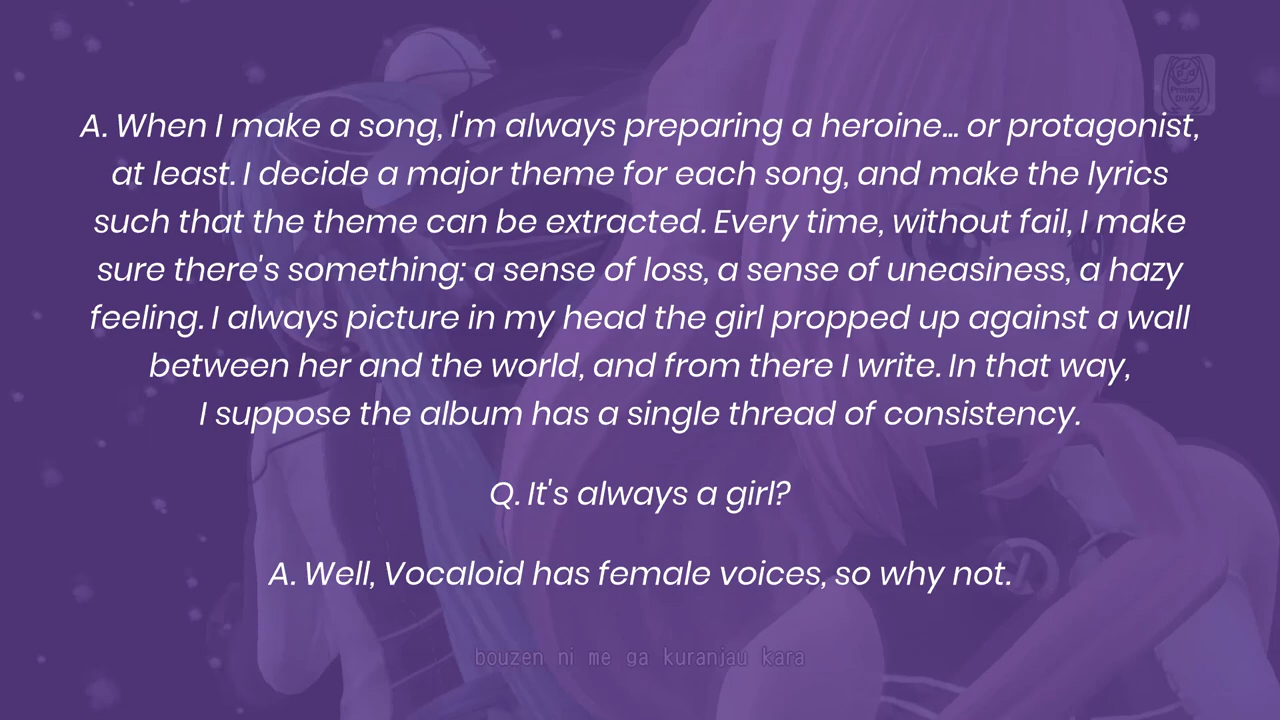 Project
DIVA
A. When I make a song, I'm always preparing a heroine... or protagonist,
at least. I decide a major theme for each song, and make the lyrics
such that the theme can be extracted. Every time, without fail, I make
sure there's something: a sense of loss, a sense of uneasiness, a hazy
feeling. I always picture in my head the girl propped up against a wall
between her and the world, and from there I write. In that way,
I suppose the album has a single thread of consistency.
Q. It's always a girl?
A. Well, Vocaloid has female voices, so why not.
bouzen ni me ga kuranjau kara